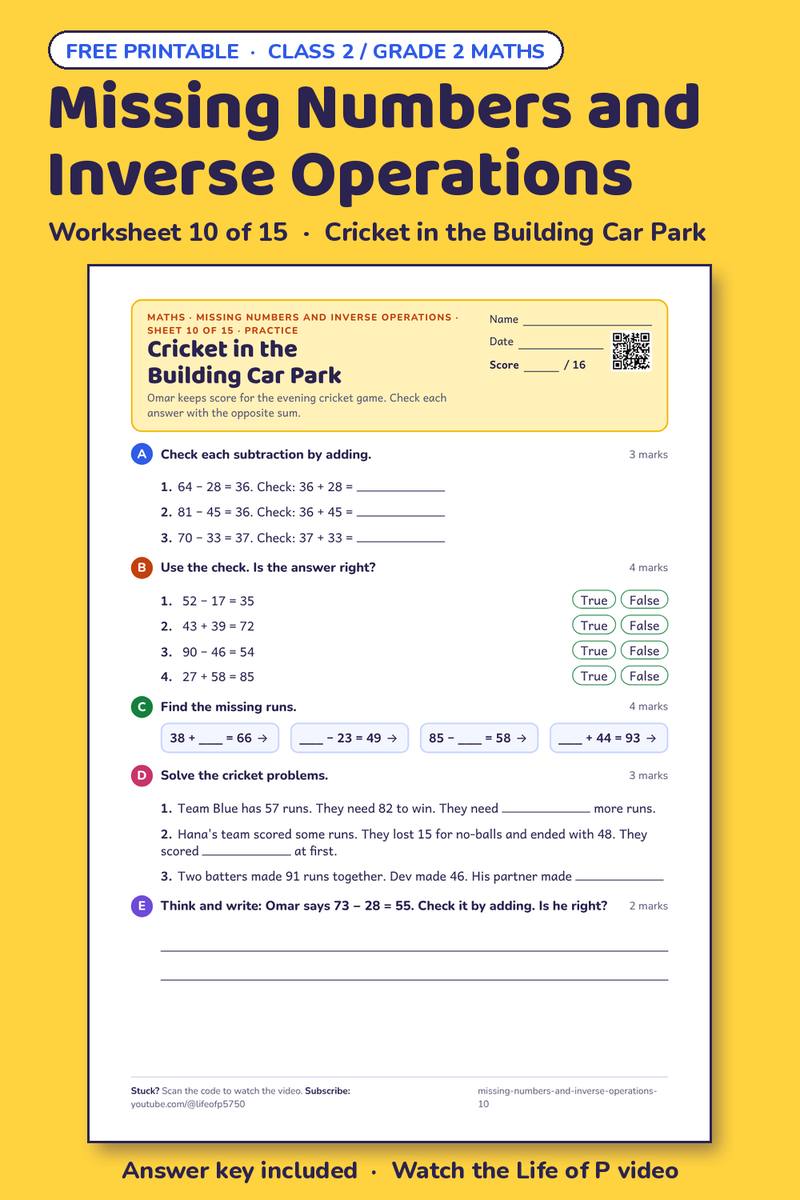 FREE PRINTABLE · CLASS 2 / GRADE 2 MATHS
Missing Numbers and
Inverse Operations
Worksheet 10 of 15 · Cricket in the Building Car Park
MATHS · MISSING NUMBERS AND INVERSE OPERATIONS ·
SHEET 10 OF 15 · PRACTICE
Cricket in the
Building Car Park
Omar keeps score for the evening cricket game. Check each
answer with the opposite sum.
Name ____
Date ____
Score ____ / 16
A Check each subtraction by adding. 3 marks
1. 64 − 28 = 36. Check: 36 + 28 = ____
2. 81 − 45 = 36. Check: 36 + 45 = ____
3. 70 − 33 = 37. Check: 37 + 33 = ____
B Use the check. Is the answer right? 4 marks
1. 52 − 17 = 35 True False
2. 43 + 39 = 72 True False
3. 90 − 46 = 54 True False
4. 27 + 58 = 85 True False
C Find the missing runs. 4 marks
38 + ___ = 66 → ___ − 23 = 49 → 85 − ___ = 58 → ___ + 44 = 93 →
D Solve the cricket problems. 3 marks
1. Team Blue has 57 runs. They need 82 to win. They need ____ more runs.
2. Hana's team scored some runs. They lost 15 for no-balls and ended with 48. They
scored ____ at first.
3. Two batters made 91 runs together. Dev made 46. His partner made ____
E Think and write: Omar says 73 − 28 = 55. Check it by adding. Is he right? 2 marks
Stuck? Scan the code to watch the video. Subscribe:
youtube.com/@lifeofp5750
missing-numbers-and-inverse-operations-
10
Answer key included · Watch the Life of P video